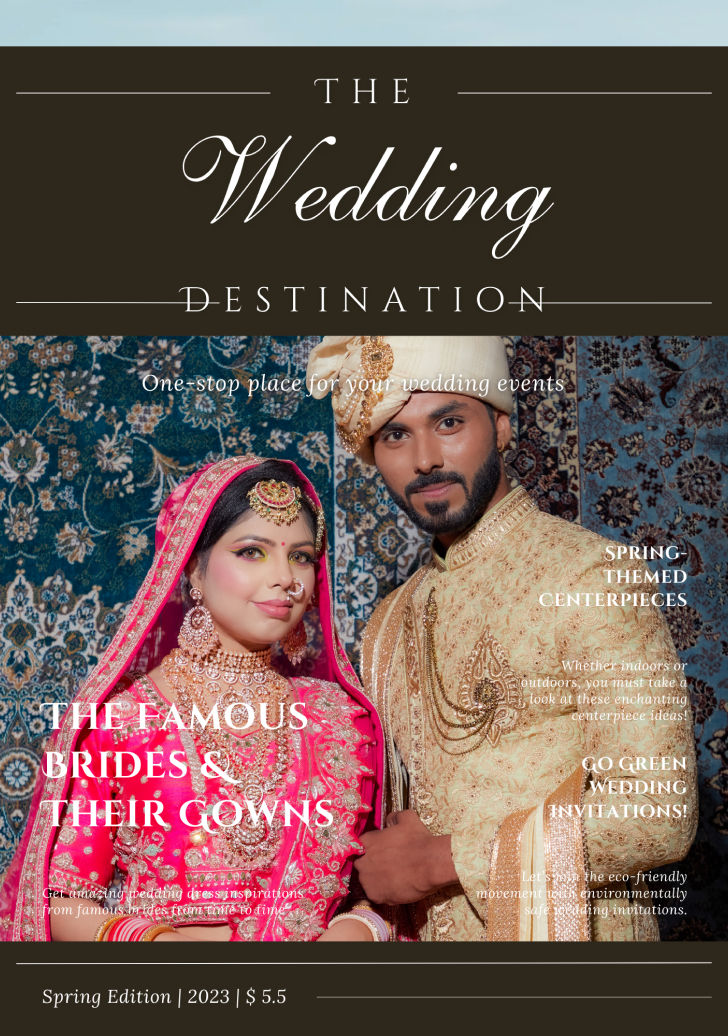 THE
Wedding
DESTINATION
One-stop place for your wedding events
SPRING-
THEMED
CENTERPIECES
Whether indoors or
outdoors, you must take a
look at these enchanting
centerpiece ideas!
THE FAMOUS
BRIDES &
THEIR GOWNS
Get amazing wedding dress inspirations
from famous brides from time to time.
GO GREEN
WEDDING
INVITATIONS!
Let's join the eco-friendly
movement with environmentally
safe wedding invitations.
Spring Edition | 2023 | $ 5.5